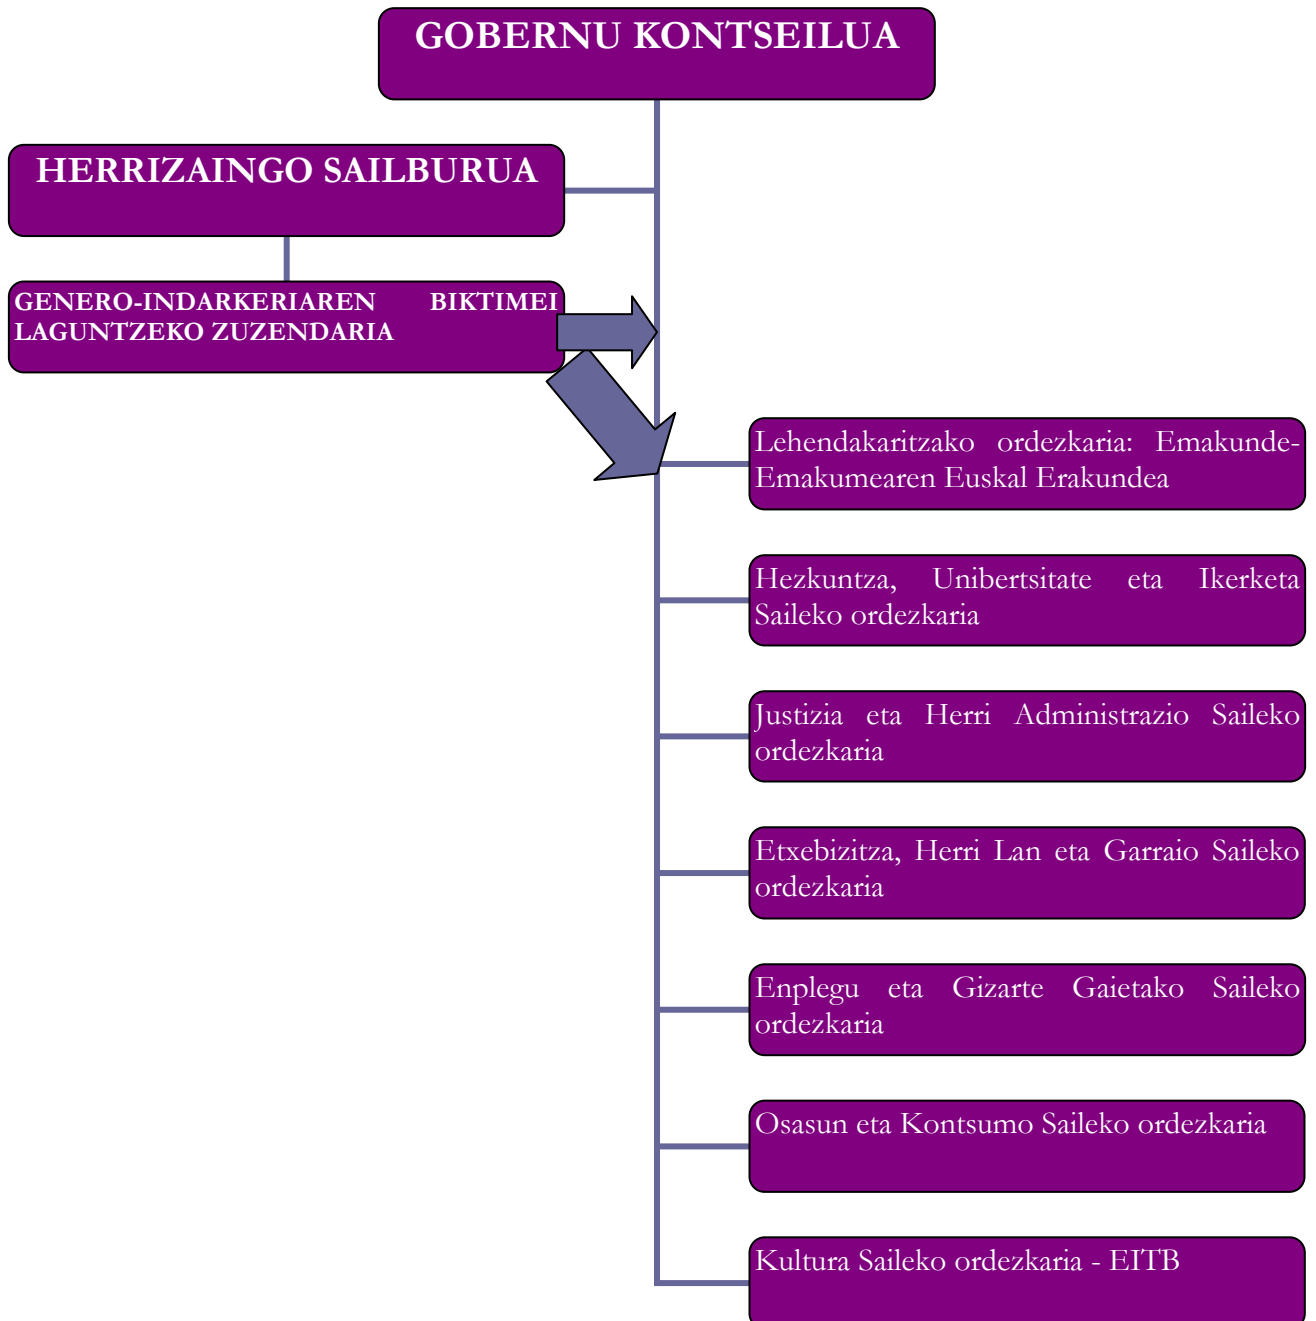 GOBERNU KONTSEILUA
HERRIZAINGO SAILBURUA
GENERO-INDARKERIAREN BIKTIMEI
LAGUNTZEKO ZUZENDARIA
Lehendakaritzako ordezkaria: Emakunde-
Emakumearen Euskal Erakundea
Hezkuntza, Unibertsitate eta Ikerketa
Saileko ordezkaria
Justizia eta Herri Administrazio Saileko
ordezkaria
Etxebizitza, Herri Lan eta Garraio Saileko
ordezkaria
Enplegu eta Gizarte Gaietako Saileko
ordezkaria
Osasun eta Kontsumo Saileko ordezkaria
Kultura Saileko ordezkaria - EITB